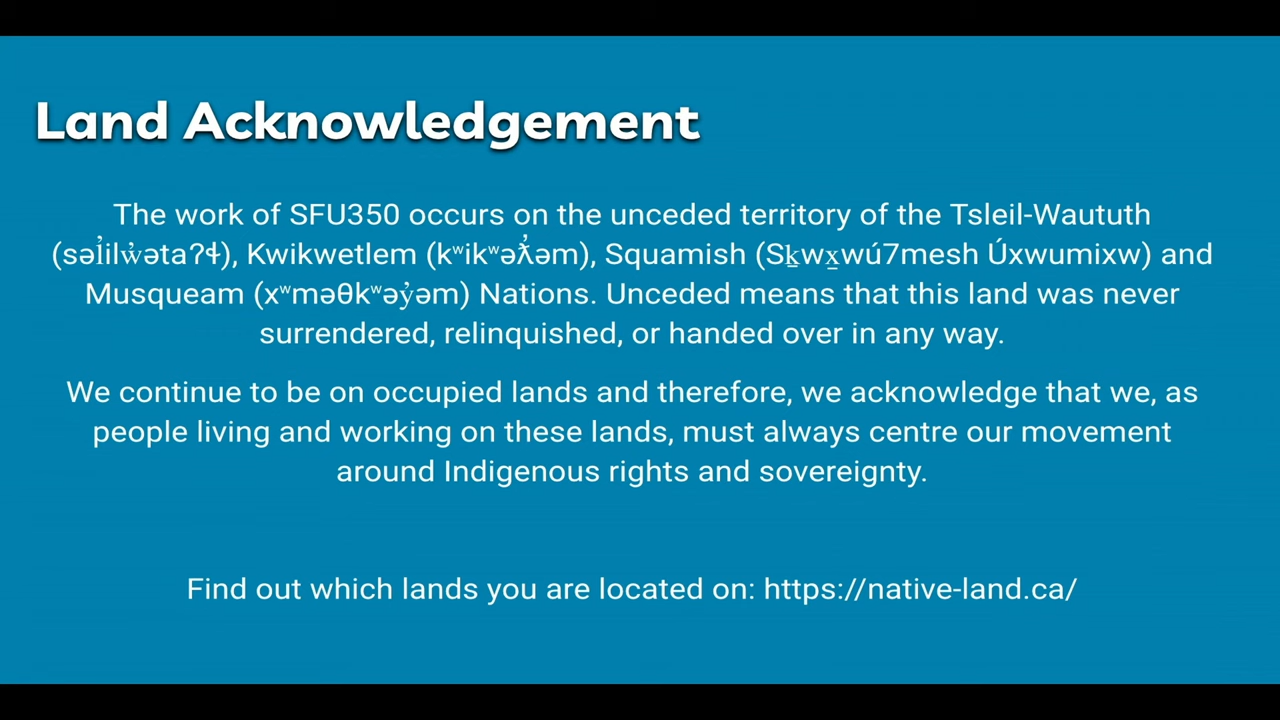 Land Acknowledgement
The work of SFU350 occurs on the unceded territory of the Tsleil-Waututh
(səl̓ilw̓ətaʔɬ), Kwikwetlem (kʷikʷəƛ̓əm), Squamish (Sḵwx̱wú7mesh Úxwumixw) and
Musqueam (xʷməθkʷəy̓əm) Nations. Unceded means that this land was never
surrendered, relinquished, or handed over in any way.
We continue to be on occupied lands and therefore, we acknowledge that we, as
people living and working on these lands, must always centre our movement
around Indigenous rights and sovereignty.
Find out which lands you are located on: https://native-land.ca/